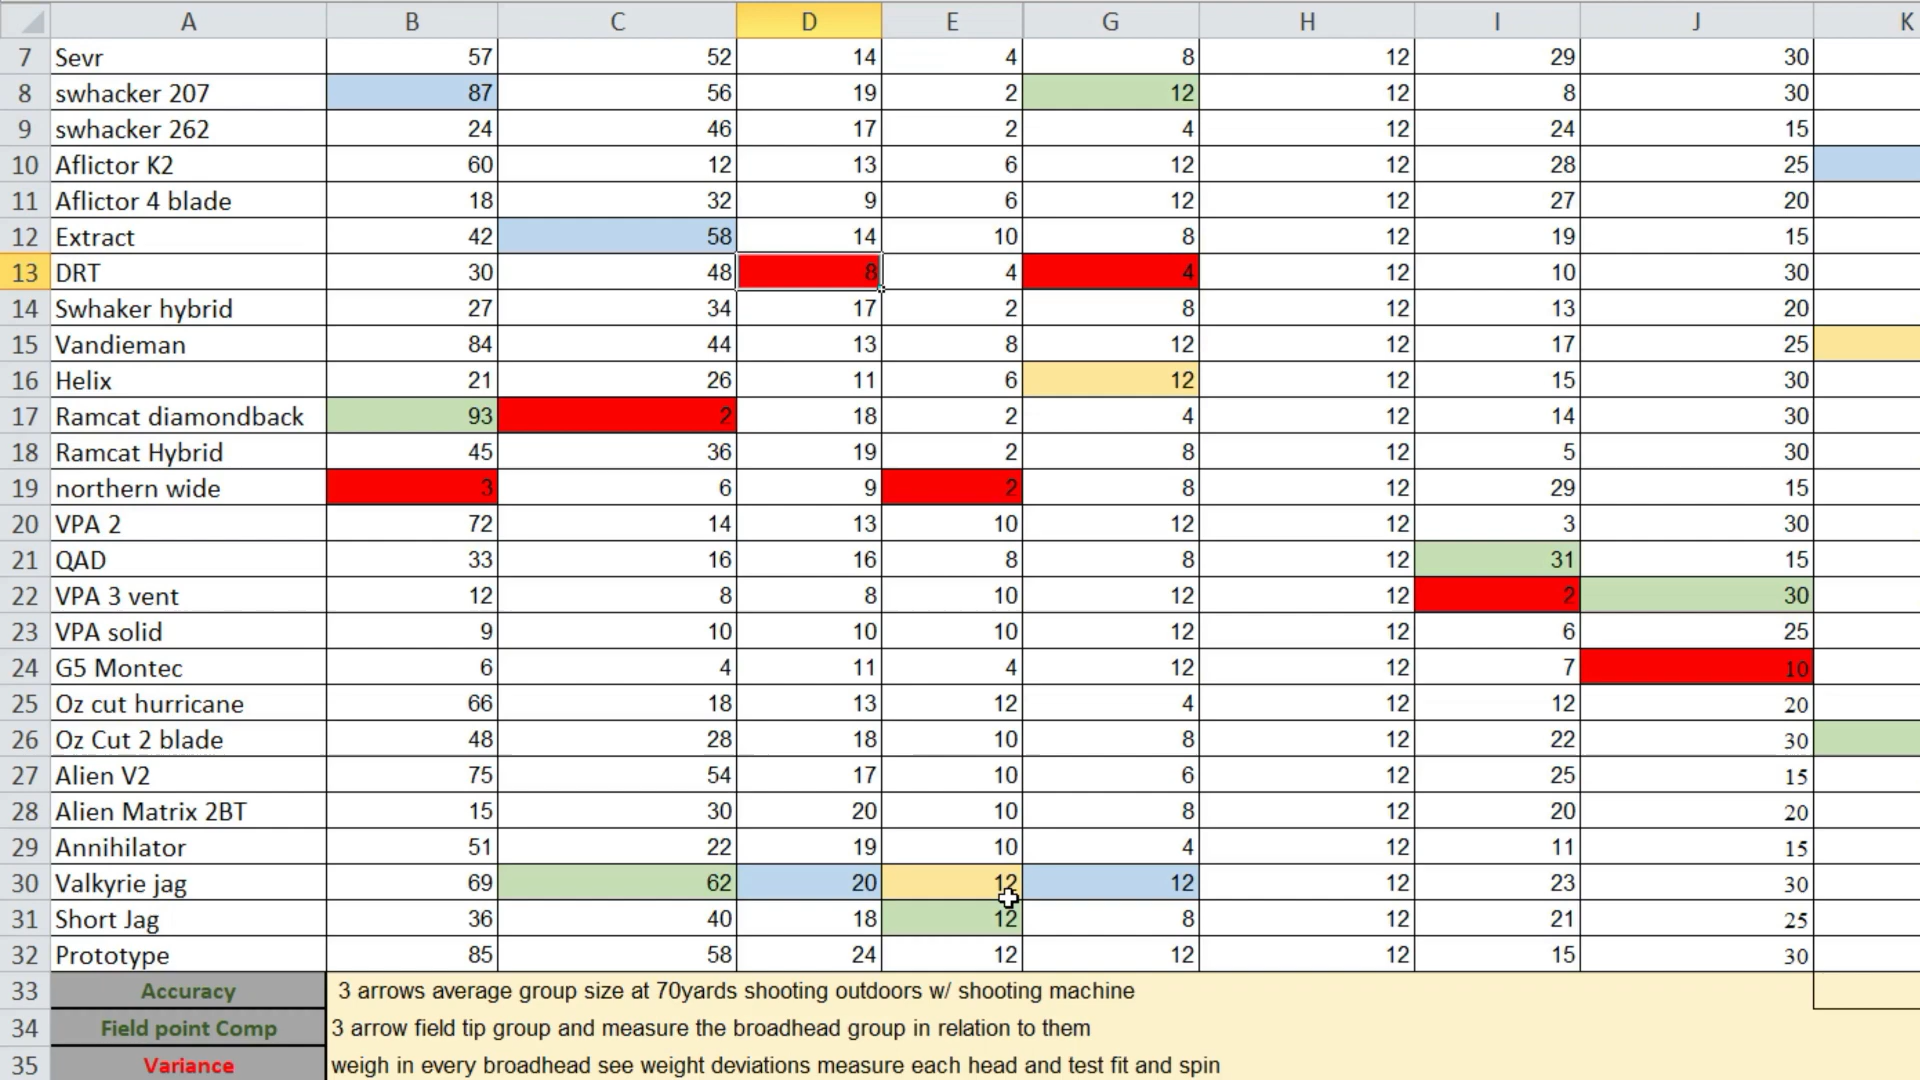 A B C D E G H I J K
7 Sevr 57 52 14 4 8 12 29 30
8 swhacker 207 87 56 19 2 12 12 8 30
9 swhacker 262 24 46 17 2 4 12 24 15
10 Aflictor K2 60 12 13 6 12 12 28 25
11 Aflictor 4 blade 18 32 9 6 12 12 27 20
12 Extract 42 58 14 10 8 12 19 15
13 DRT 30 48 8 4 4 12 10 30
14 Swhaker hybrid 27 34 17 2 8 12 13 20
15 Vandieman 84 44 13 8 12 12 17 25
16 Helix 21 26 11 6 12 12 15 30
17 Ramcat diamondback 93 2 18 2 4 12 14 30
18 Ramcat Hybrid 45 36 19 2 8 12 5 30
19 northern wide 3 6 9 2 8 12 29 15
20 VPA 2 72 14 13 10 12 12 3 30
21 QAD 33 16 16 8 8 12 31 15
22 VPA 3 vent 12 8 8 10 12 12 2 30
23 VPA solid 9 10 10 10 12 12 6 25
24 G5 Montec 6 4 11 4 12 12 7 10
25 Oz cut hurricane 66 18 13 12 4 12 12 20
26 Oz Cut 2 blade 48 28 18 10 8 12 22 30
27 Alien V2 75 54 17 10 6 12 25 15
28 Alien Matrix 2BT 15 30 20 10 8 12 20 20
29 Annihilator 51 22 19 10 4 12 11 15
30 Valkyrie jag 69 62 20 12 12 12 23 30
31 Short Jag 36 40 18 12 8 12 21 25
32 Prototype 85 58 24 12 12 12 15 30
33 Accuracy 3 arrows average group size at 70yards shooting outdoors w/ shooting machine
34 Field point Comp 3 arrow field tip group and measure the broadhead group in relation to them
35 Variance weigh in every broadhead see weight deviations measure each head and test fit and spin